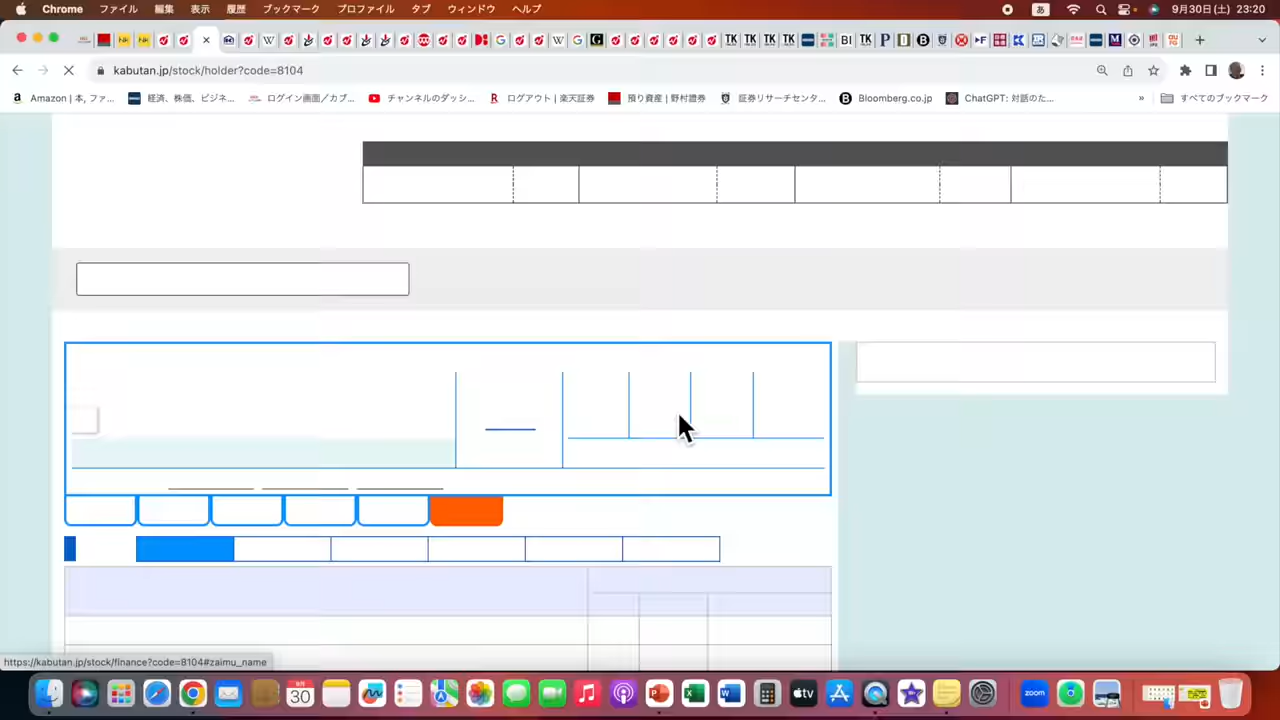 Chrome ファイル 編集 表示 履歴 ブックマーク プロファイル タブ ウィンドウ ヘルプ あ 9月30日(土) 23:20
kabutan.jp/stock/holder?code=8104
Amazon | 本, ファ... 経済、株価、ビジネ... ログイン画面／カブ... チャンネルのダッシ... ログアウト | 楽天証券 預り資産 | 野村證券 証券リサーチセンタ... Bloomberg.co.jp ChatGPT: 対話のた... » すべてのブックマーク
https://kabutan.jp/stock/finance?code=8104#zaimu_name
30
zoom